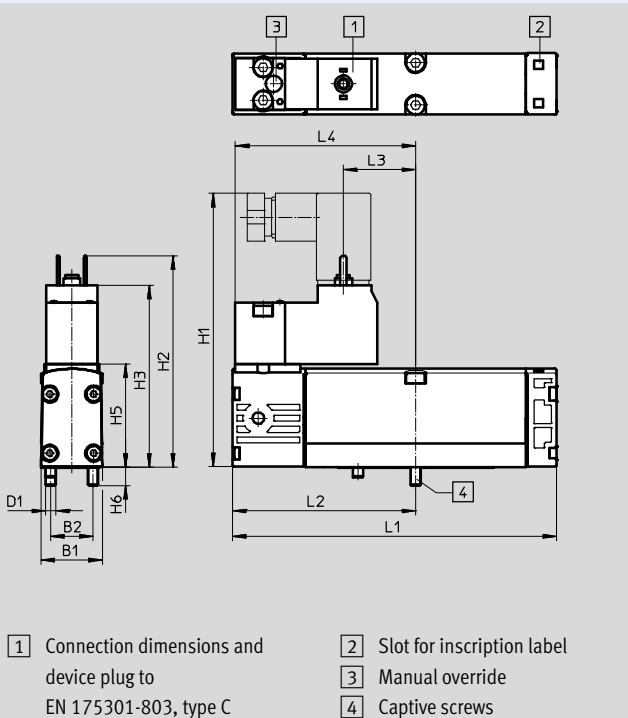 3 1 2
L4
L3
H1
H2
H3
H5
H6
D1
B2
B1
L2
L1
4
1 Connection dimensions and
device plug to
EN 175301-803, type C
2 Slot for inscription label
3 Manual override
4 Captive screws